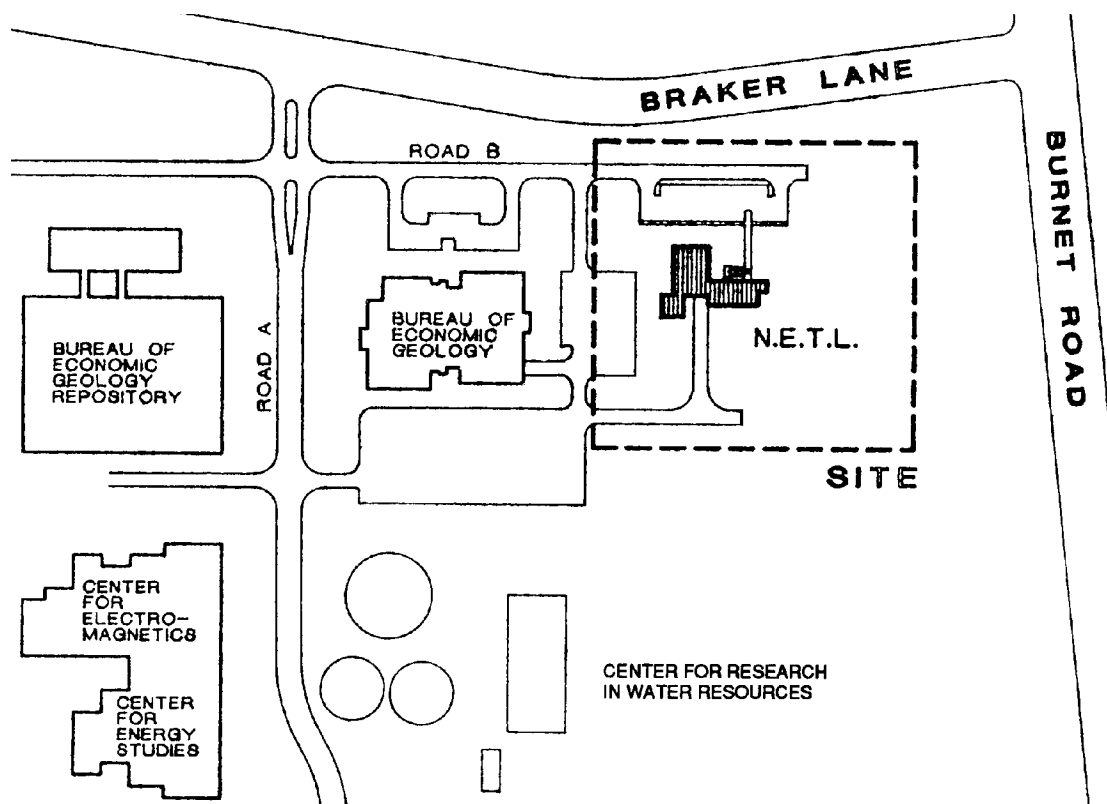 BRAKER LANE
ROAD B
BURNET ROAD
BUREAU OF
ECONOMIC
GEOLOGY
REPOSITORY
ROAD A
BUREAU OF
ECONOMIC
GEOLOGY
N.E.T.L.
SITE
CENTER
FOR
ELECTRO-
MAGNETICS
CENTER
FOR
ENERGY
STUDIES
CENTER FOR RESEARCH
IN WATER RESOURCES